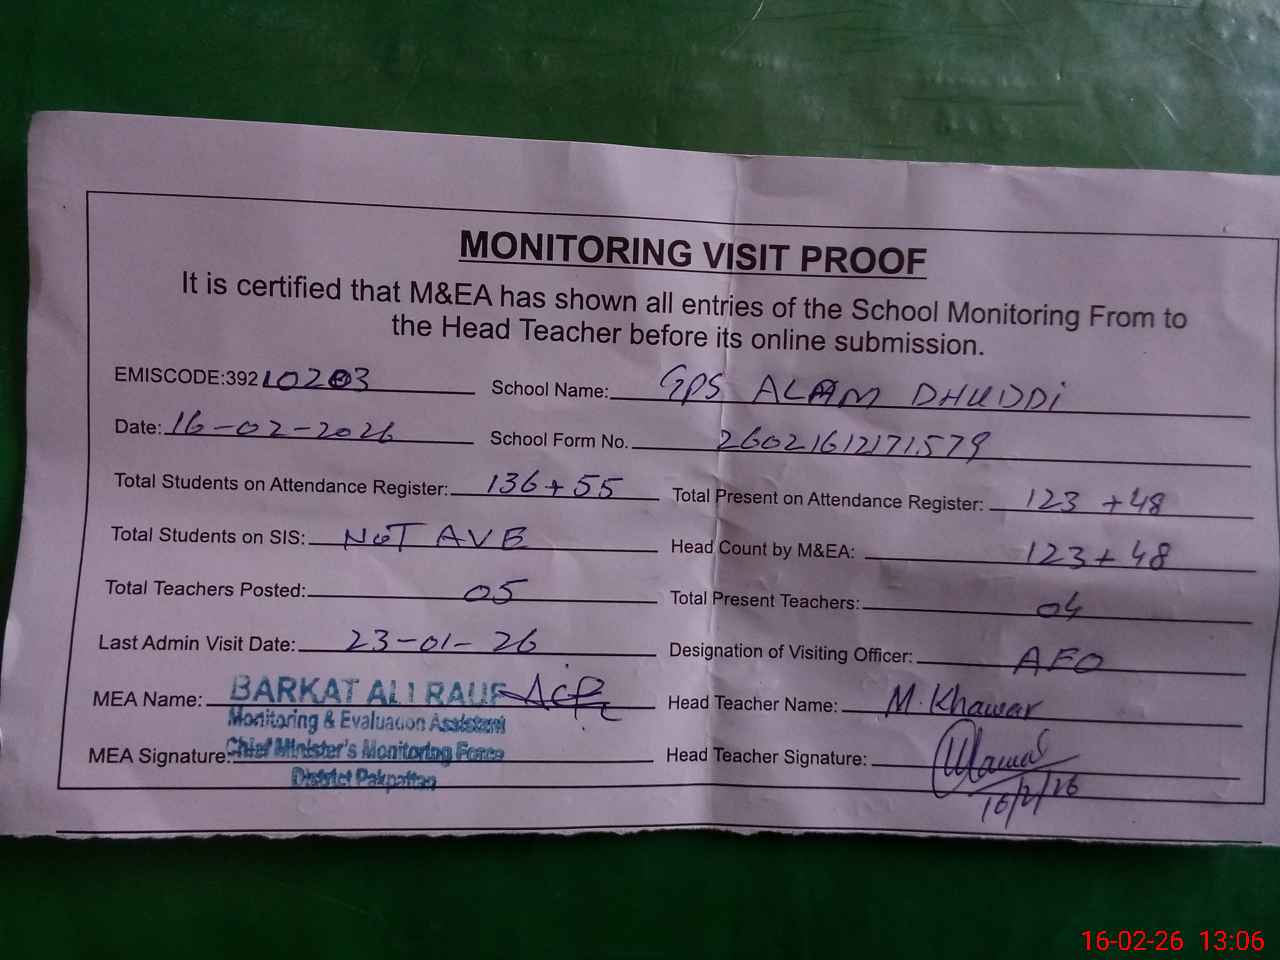 MONITORING VISIT PROOF
It is certified that M&EA has shown all entries of the School Monitoring From to
the Head Teacher before its online submission.
EMISCODE:39210203 School Name: GPS ALAM DHUDDi
Date: 16-02-2026 School Form No. 26021612171579
Total Students on Attendance Register: 136+55 Total Present on Attendance Register: 123 +48
Total Students on SIS: NOT AVE Head Count by M&EA: 123+48
Total Teachers Posted: 05 Total Present Teachers: 04
Last Admin Visit Date: 23-01-26 Designation of Visiting Officer: AEO
MEA Name: BARKAT ALI RAUF Head Teacher Name: M. Khawar
Monitoring & Evaluation Assistant
MEA Signature: Chief Minister's Monitoring Force Head Teacher Signature:
District Pakpattan
16/2/26
16-02-26 13:06